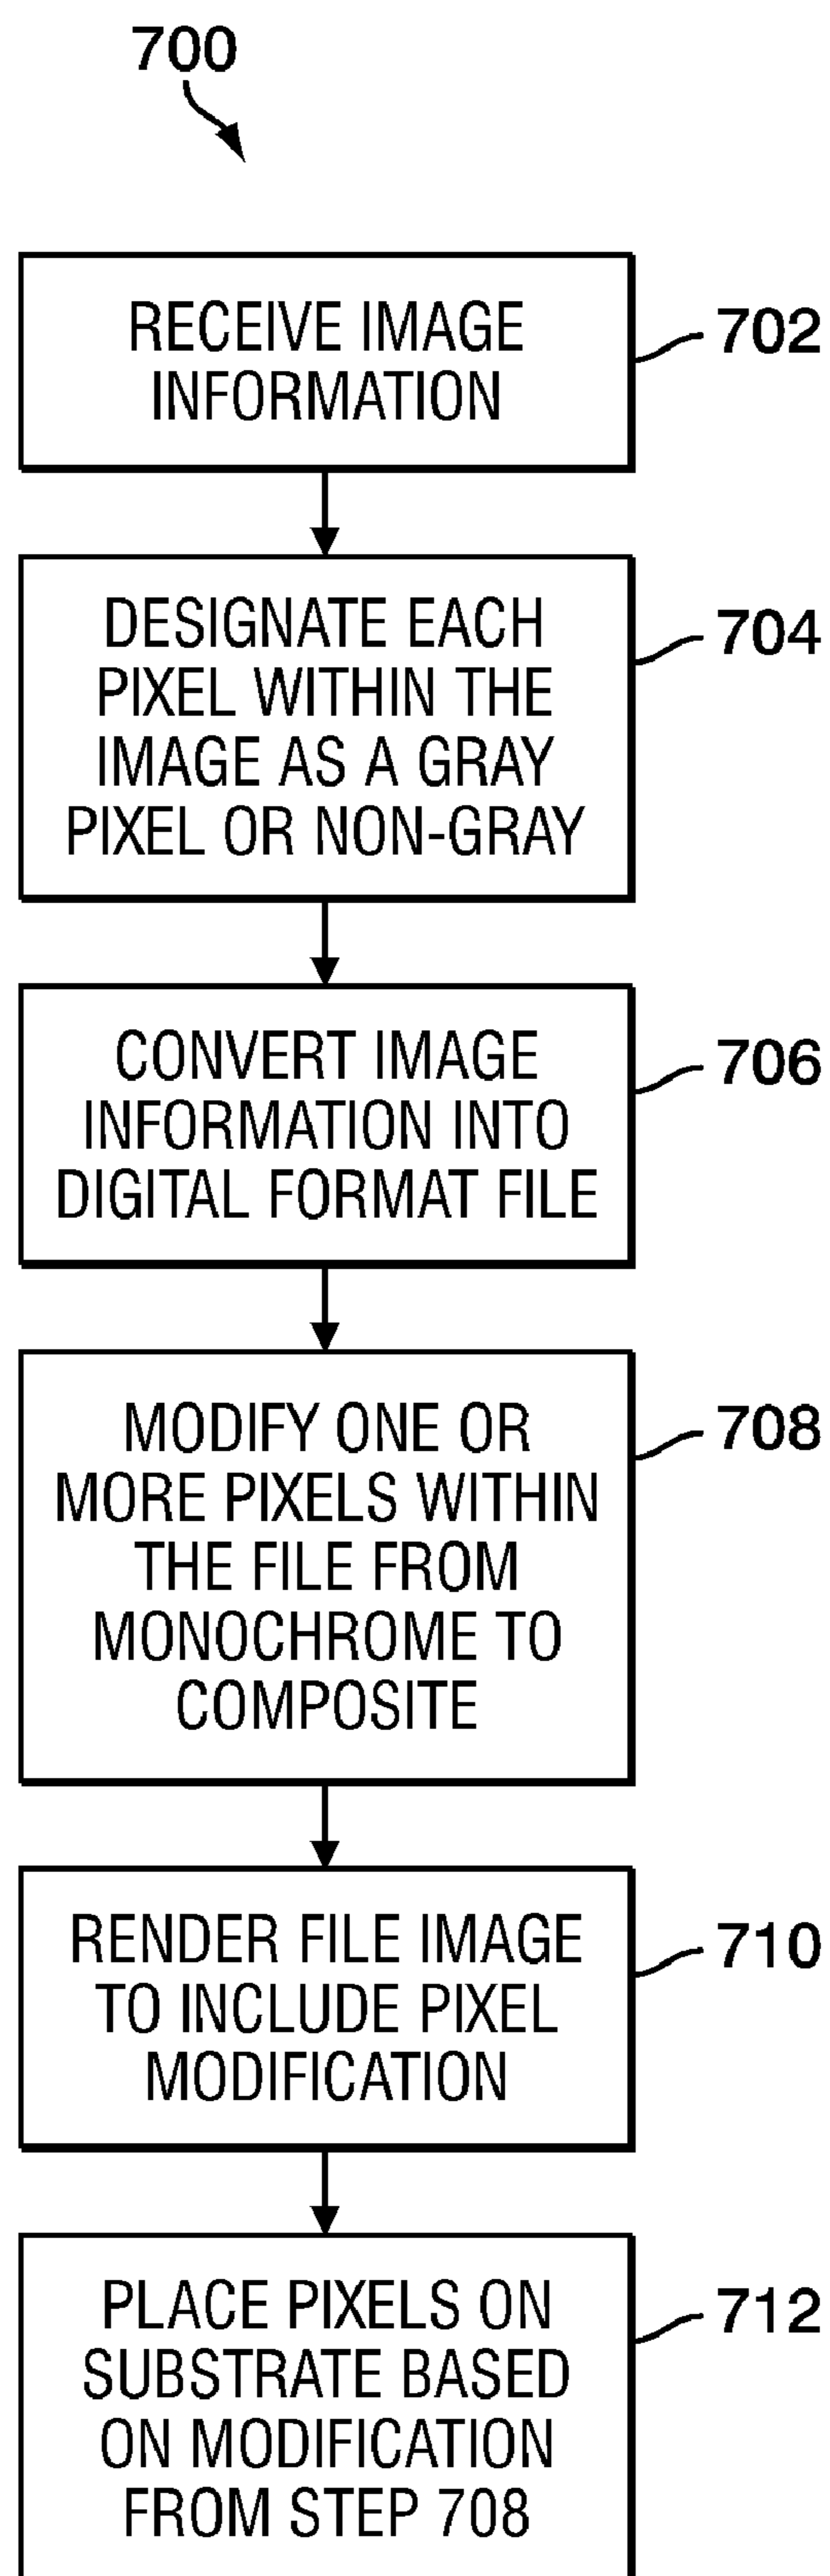 700
RECEIVE IMAGE
INFORMATION
702
DESIGNATE EACH
PIXEL WITHIN THE
IMAGE AS A GRAY
PIXEL OR NON-GRAY
704
CONVERT IMAGE
INFORMATION INTO
DIGITAL FORMAT FILE
706
MODIFY ONE OR
MORE PIXELS WITHIN
THE FILE FROM
MONOCHROME TO
COMPOSITE
708
RENDER FILE IMAGE
TO INCLUDE PIXEL
MODIFICATION
710
PLACE PIXELS ON
SUBSTRATE BASED
ON MODIFICATION
FROM STEP 708
712